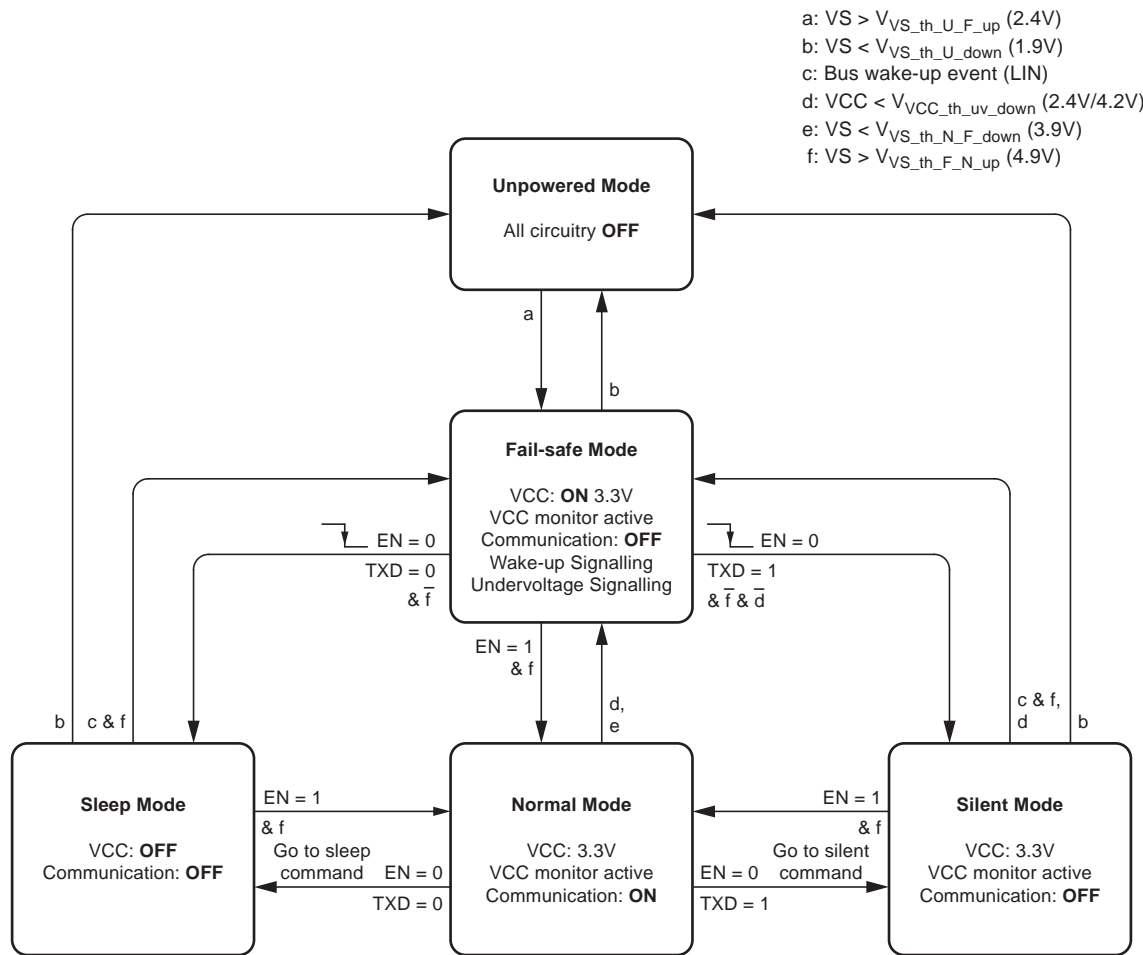 a: VS > V_VS_th_U_F_up (2.4V)
b: VS < V_VS_th_U_down (1.9V)
c: Bus wake-up event (LIN)
d: VCC < V_VCC_th_uv_down (2.4V/4.2V)
e: VS < V_VS_th_N_F_down (3.9V)
f: VS > V_VS_th_F_N_up (4.9V)
Unpowered Mode
All circuitry OFF
a
b
Fail-safe Mode
VCC: ON 3.3V
VCC monitor active
Communication: OFF
Wake-up Signalling
Undervoltage Signalling
EN = 0
TXD = 0
& f̅
EN = 0
TXD = 1
& f̅ & d̅
EN = 1
& f
d,
e
b
c & f
c & f,
d
b
Sleep Mode
VCC: OFF
Communication: OFF
EN = 1
& f
Go to sleep
command
EN = 0
TXD = 0
Normal Mode
VCC: 3.3V
VCC monitor active
Communication: ON
EN = 1
& f
Go to silent
command
EN = 0
TXD = 1
Silent Mode
VCC: 3.3V
VCC monitor active
Communication: OFF